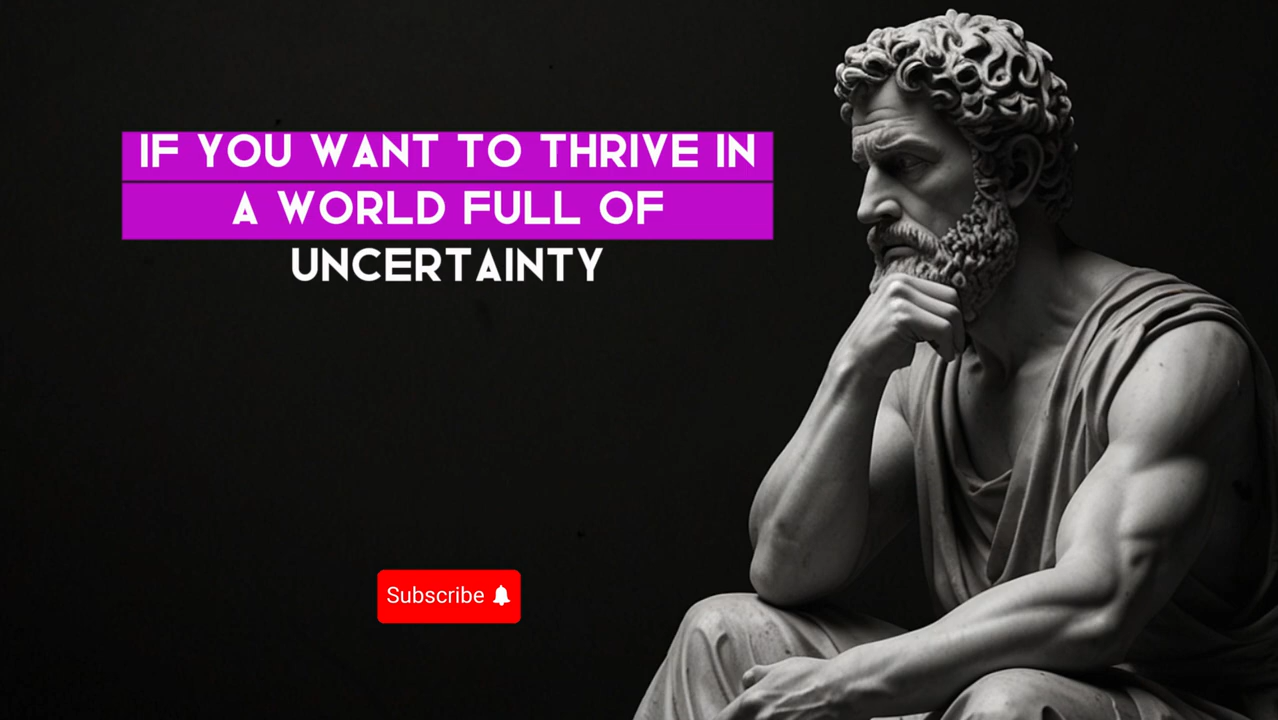 IF YOU WANT TO THRIVE IN
A WORLD FULL OF
UNCERTAINTY
Subscribe